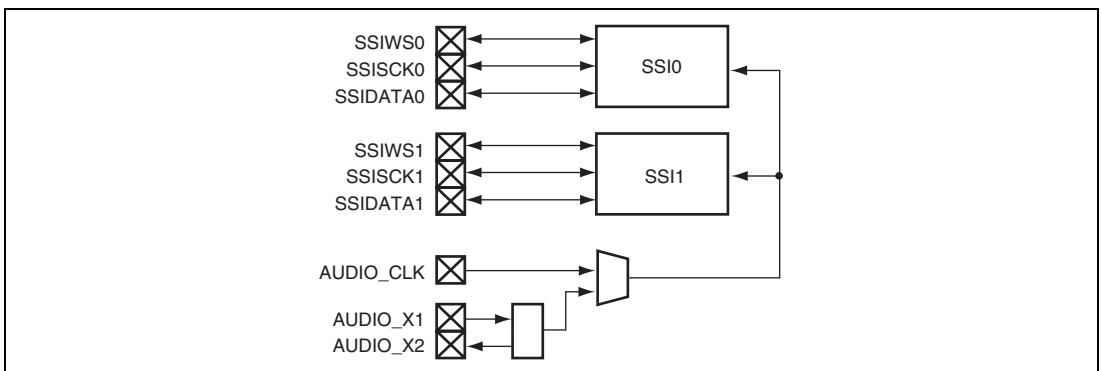 SSIWS0
SSISCK0
SSIDATA0
SSI0
SSIWS1
SSISCK1
SSIDATA1
SSI1
AUDIO_CLK
AUDIO_X1
AUDIO_X2